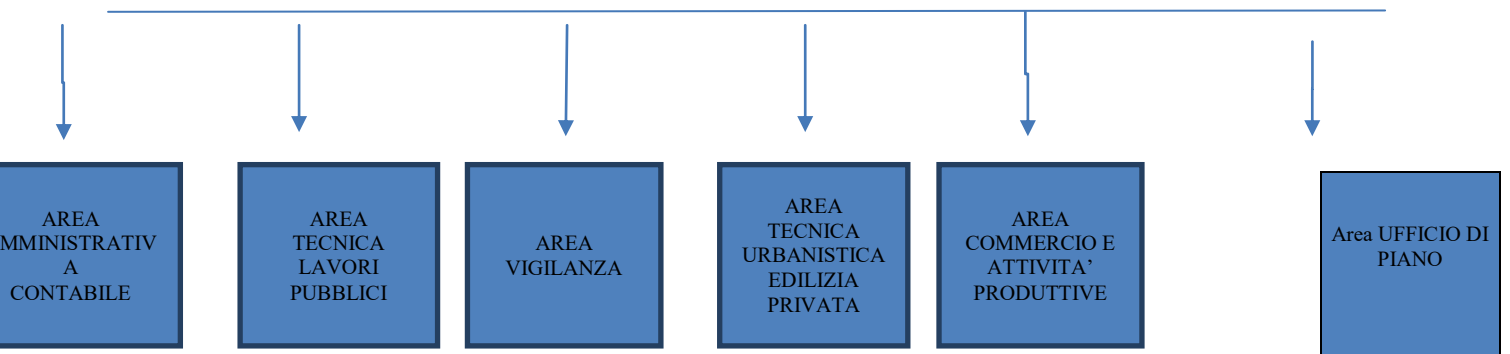 AREA
MMINISTRATIV
A
CONTABILE
AREA
TECNICA
LAVORI
PUBBLICI
AREA
VIGILANZA
AREA
TECNICA
URBANISTICA
EDILIZIA
PRIVATA
AREA
COMMERCIO E
ATTIVITA’
PRODUTTIVE
Area UFFICIO DI
PIANO